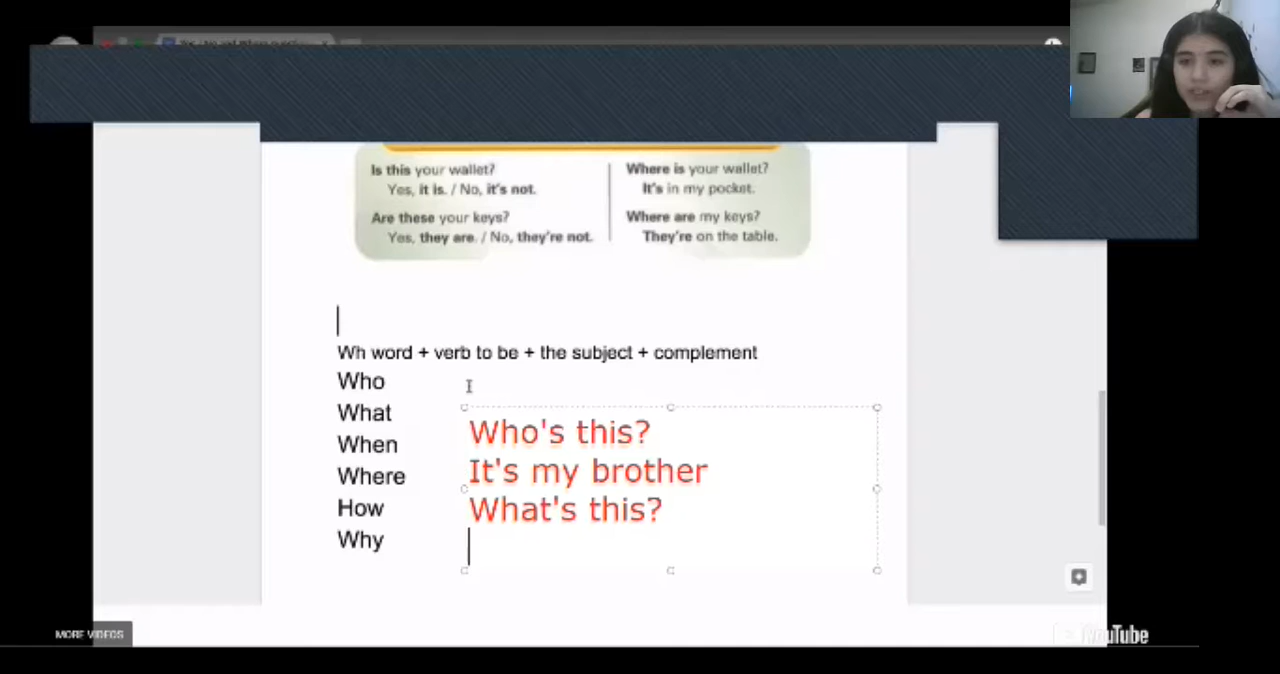 Is this your wallet?
Yes, it is. / No, it's not.
Are these your keys?
Yes, they are. / No, they're not.
Where is your wallet?
It's in my pocket.
Where are my keys?
They're on the table.
Wh word + verb to be + the subject + complement
Who
What
When
Where
How
Why
Who's this?
It's my brother
What's this?
MORE VIDEOS
YouTube